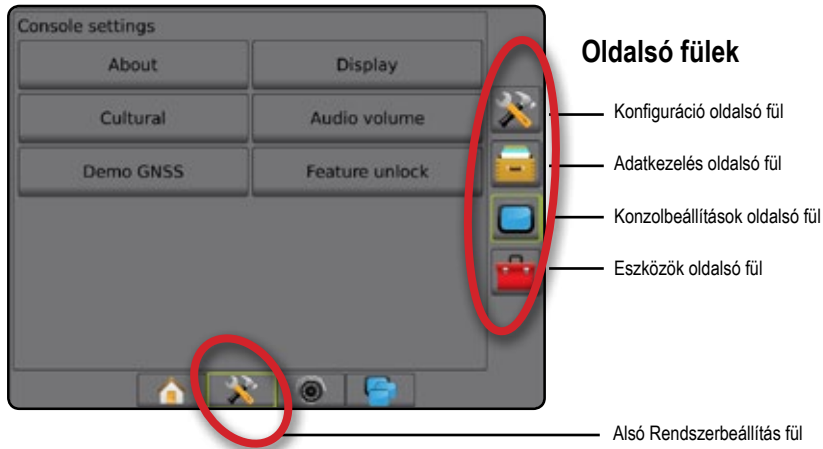 Console settings
About
Display
Cultural
Audio volume
Demo GNSS
Feature unlock
Oldalsó fülek
Konfiguráció oldalsó fül
Adatkezelés oldalsó fül
Konzolbeállítások oldalsó fül
Eszközök oldalsó fül
Alsó Rendszerbeállítás fül